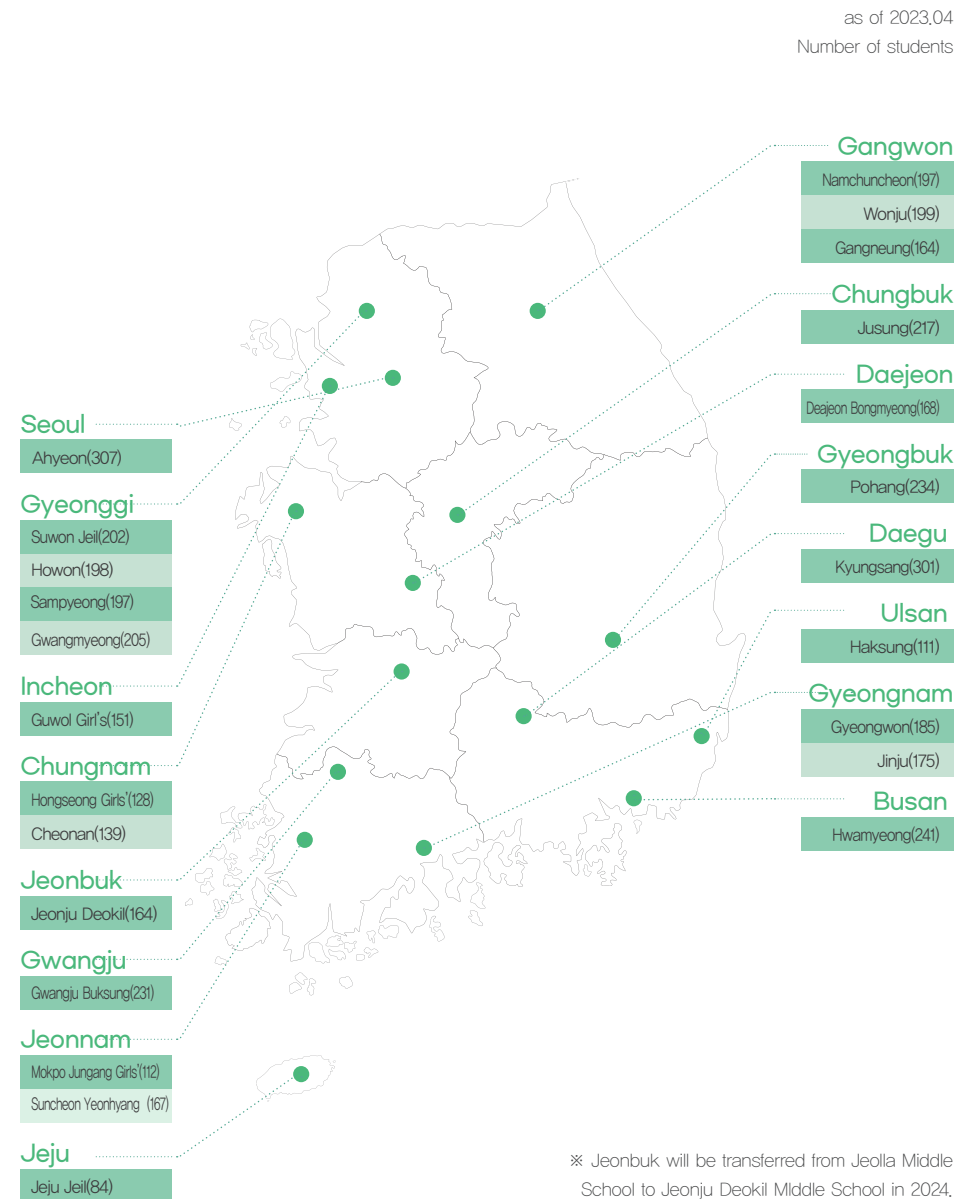 as of 2023.04
Number of students
Seoul
Ahyeon(307)
Gyeonggi
Suwon Jeil(202)
Howon(198)
Sampyeong(197)
Gwangmyeong(205)
Incheon
Guwol Girl's(151)
Chungnam
Hongseong Girls'(128)
Cheonan(139)
Jeonbuk
Jeonju Deokil(164)
Gwangju
Gwangju Buksung(231)
Jeonnam
Mokpo Jungang Girls'(112)
Suncheon Yeonhyang (167)
Jeju
Jeju Jeil(84)
Gangwon
Namchuncheon(197)
Wonju(199)
Gangneung(164)
Chungbuk
Jusung(217)
Daejeon
Deajeon Bongmyeong(168)
Gyeongbuk
Pohang(234)
Daegu
Kyungsang(301)
Ulsan
Haksung(111)
Gyeongnam
Gyeongwon(185)
Jinju(175)
Busan
Hwamyeong(241)
※ Jeonbuk will be transferred from Jeolla Middle
School to Jeonju Deokil MIddle School in 2024.